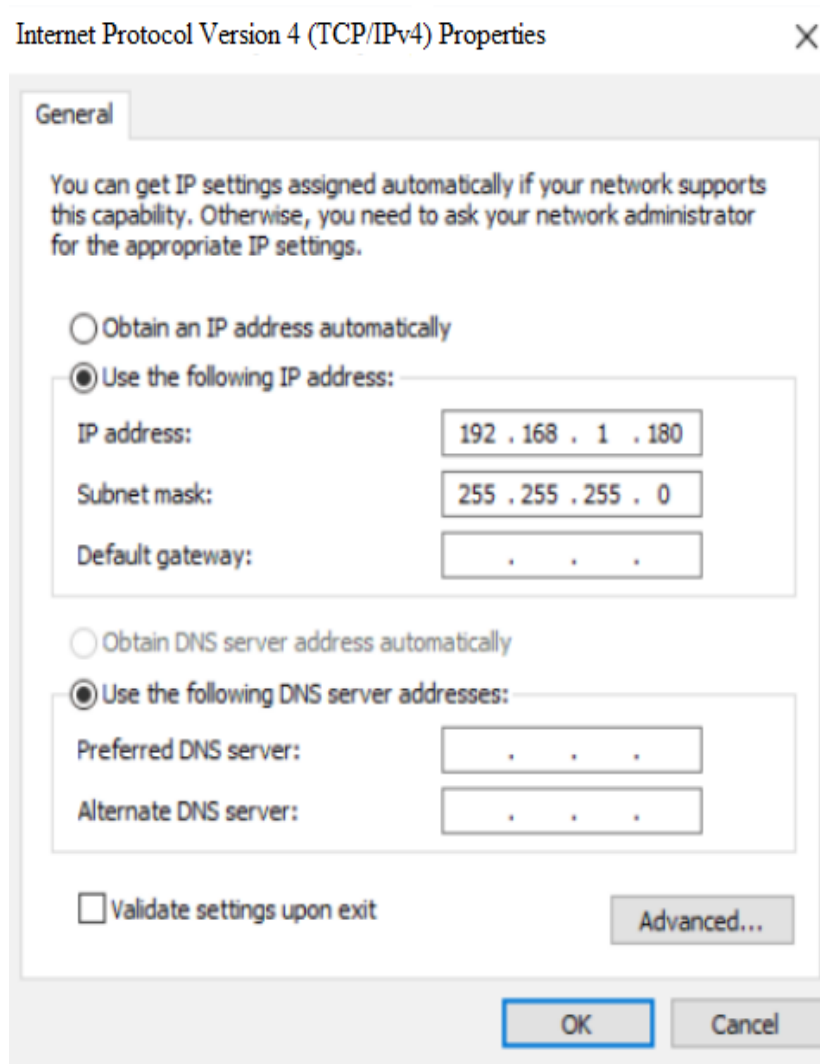 Internet Protocol Version 4 (TCP/IPv4) Properties
General
You can get IP settings assigned automatically if your network supports
this capability. Otherwise, you need to ask your network administrator
for the appropriate IP settings.
Obtain an IP address automatically
Use the following IP address:
IP address: 192 . 168 . 1 . 180
Subnet mask: 255 . 255 . 255 . 0
Default gateway: . . .
Obtain DNS server address automatically
Use the following DNS server addresses:
Preferred DNS server: . . .
Alternate DNS server: . . .
Validate settings upon exit
Advanced...
OK Cancel